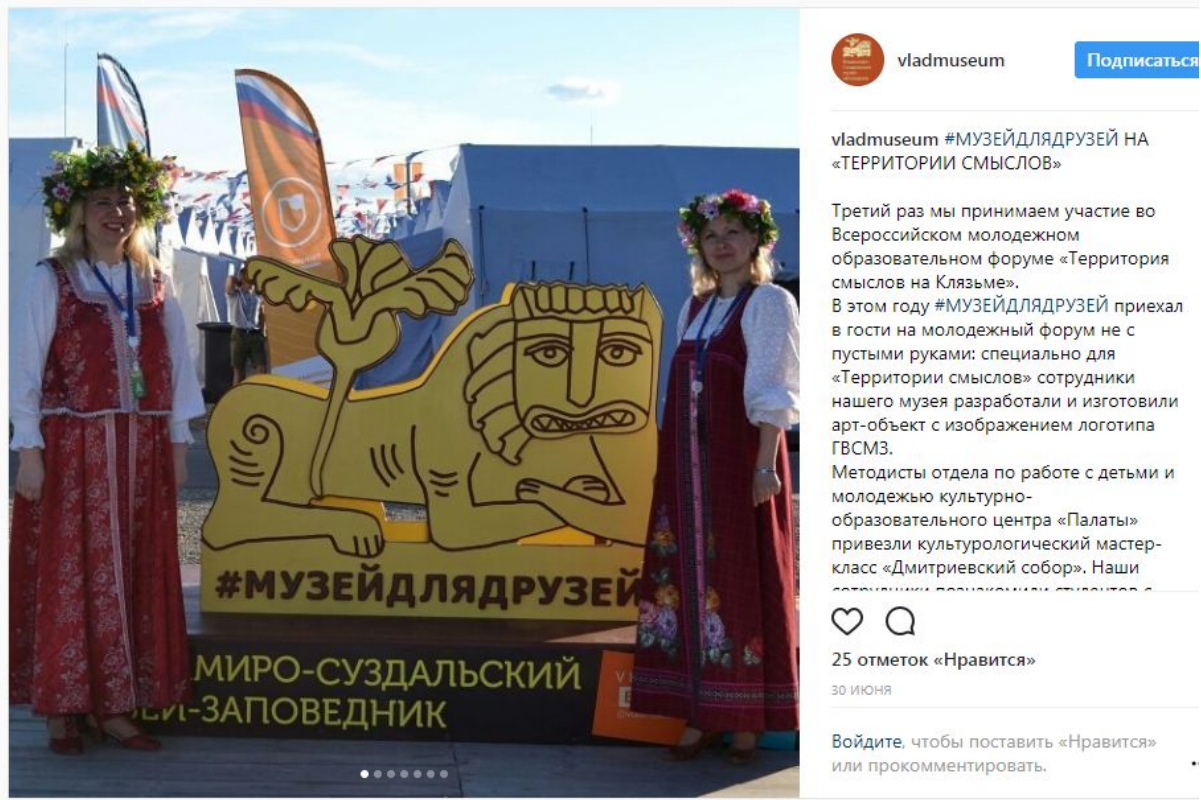 #МУЗЕЙДЛЯДРУЗЕЙ
МИРО-СУЗДАЛЬСКИЙ
ЕЙ-ЗАПОВЕДНИК
vladmuseum
Подписаться
vladmuseum #МУЗЕЙДЛЯДРУЗЕЙ НА
«ТЕРРИТОРИИ СМЫСЛОВ»
Третий раз мы принимаем участие во
Всероссийском молодежном
образовательном форуме «Территория
смыслов на Клязьме».
В этом году #МУЗЕЙДЛЯДРУЗЕЙ приехал
в гости на молодежный форум не с
пустыми руками: специально для
«Территории смыслов» сотрудники
нашего музея разработали и изготовили
арт-объект с изображением логотипа
ГВСМЗ.
Методисты отдела по работе с детьми и
молодежью культурно-
образовательного центра «Палаты»
привезли культурологический мастер-
класс «Дмитриевский собор». Наши
сотрудники познакомили студентов с
25 отметок «Нравится»
30 ИЮНЯ
Войдите, чтобы поставить «Нравится»
или прокомментировать.